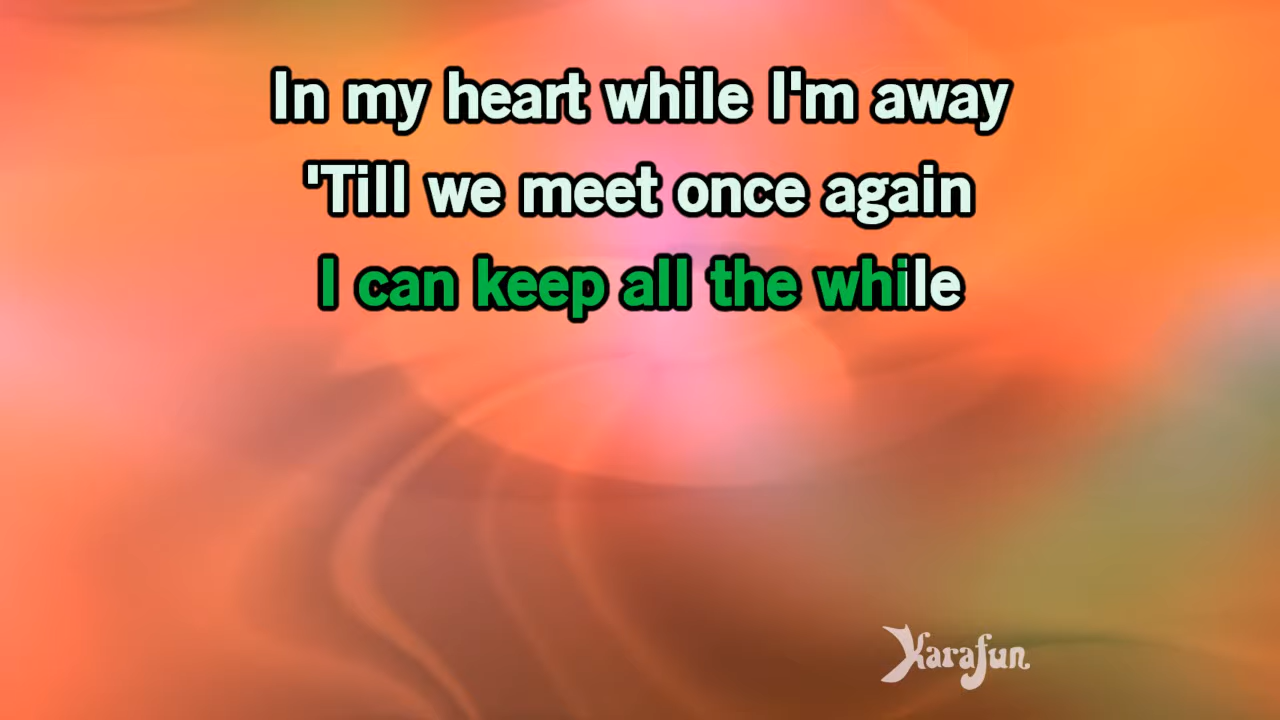 In my heart while I'm away
'Till we meet once again
I can keep all the while
Karafun